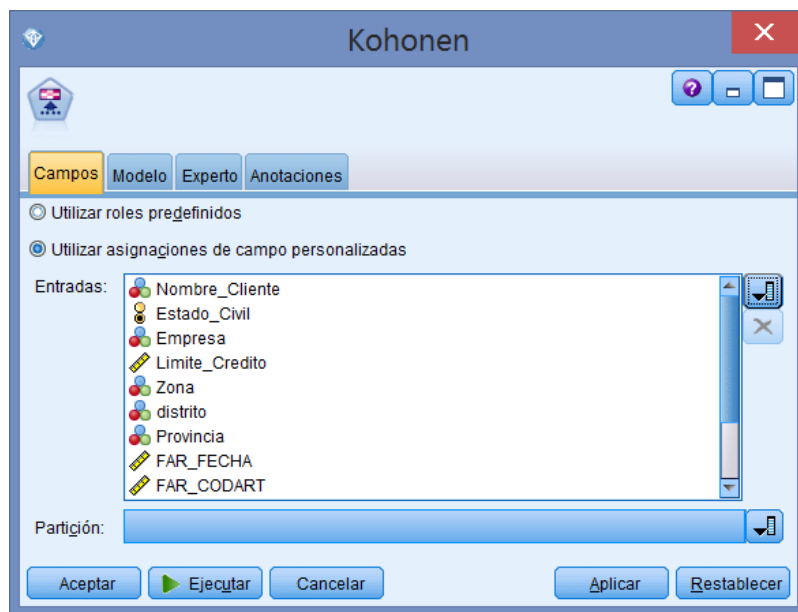 Kohonen
Campos Modelo Experto Anotaciones
Utilizar roles predefinidos
Utilizar asignaciones de campo personalizadas
Entradas:
Nombre_Cliente
Estado_Civil
Empresa
Limite_Credito
Zona
distrito
Provincia
FAR_FECHA
FAR_CODART
Partición:
Aceptar Ejecutar Cancelar Aplicar Restablecer